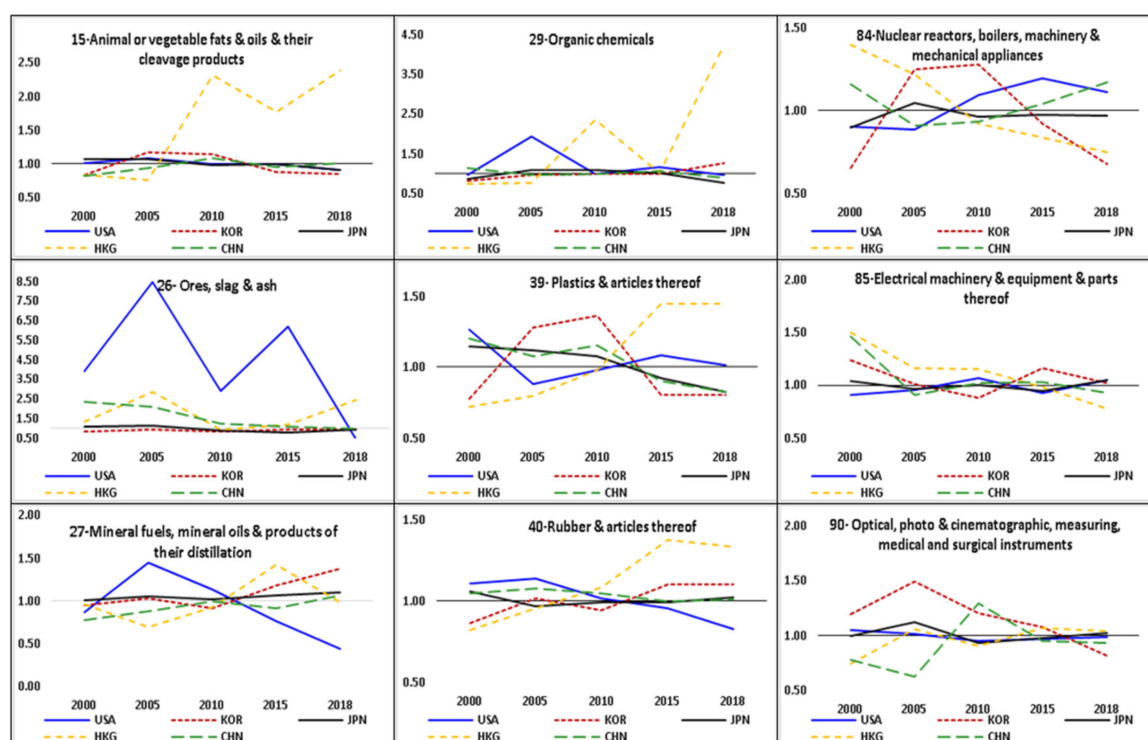 15-Animal or vegetable fats & oils & their
cleavage products
2.50
2.00
1.50
1.00
0.50
2000 2005 2010 2015 2018
USA KOR JPN
HKG CHN
29-Organic chemicals
4.50
3.50
2.50
1.50
0.50
2000 2005 2010 2015 2018
USA KOR JPN
HKG CHN
84-Nuclear reactors, boilers, machinery &
mechanical appliances
1.50
1.00
0.50
2000 2005 2010 2015 2018
USA KOR JPN
HKG CHN
26- Ores, slag & ash
8.50
7.50
6.50
5.50
4.50
3.50
2.50
1.50
0.50
2000 2005 2010 2015 2018
USA KOR JPN
HKG CHN
39- Plastics & articles thereof
1.50
1.00
0.50
2000 2005 2010 2015 2018
USA KOR JPN
HKG CHN
85-Electrical machinery & equipment & parts
thereof
2.00
1.50
1.00
0.50
2000 2005 2010 2015 2018
USA KOR JPN
HKG CHN
27-Mineral fuels, mineral oils & products of
their distillation
2.00
1.50
1.00
0.50
0.00
2000 2005 2010 2015 2018
USA KOR JPN
HKG CHN
40-Rubber & articles thereof
1.50
1.00
0.50
2000 2005 2010 2015 2018
USA KOR JPN
HKG CHN
90- Optical, photo & cinematographic, measuring,
medical and surgical instruments
2.00
1.50
1.00
0.50
2000 2005 2010 2015 2018
USA KOR JPN
HKG CHN